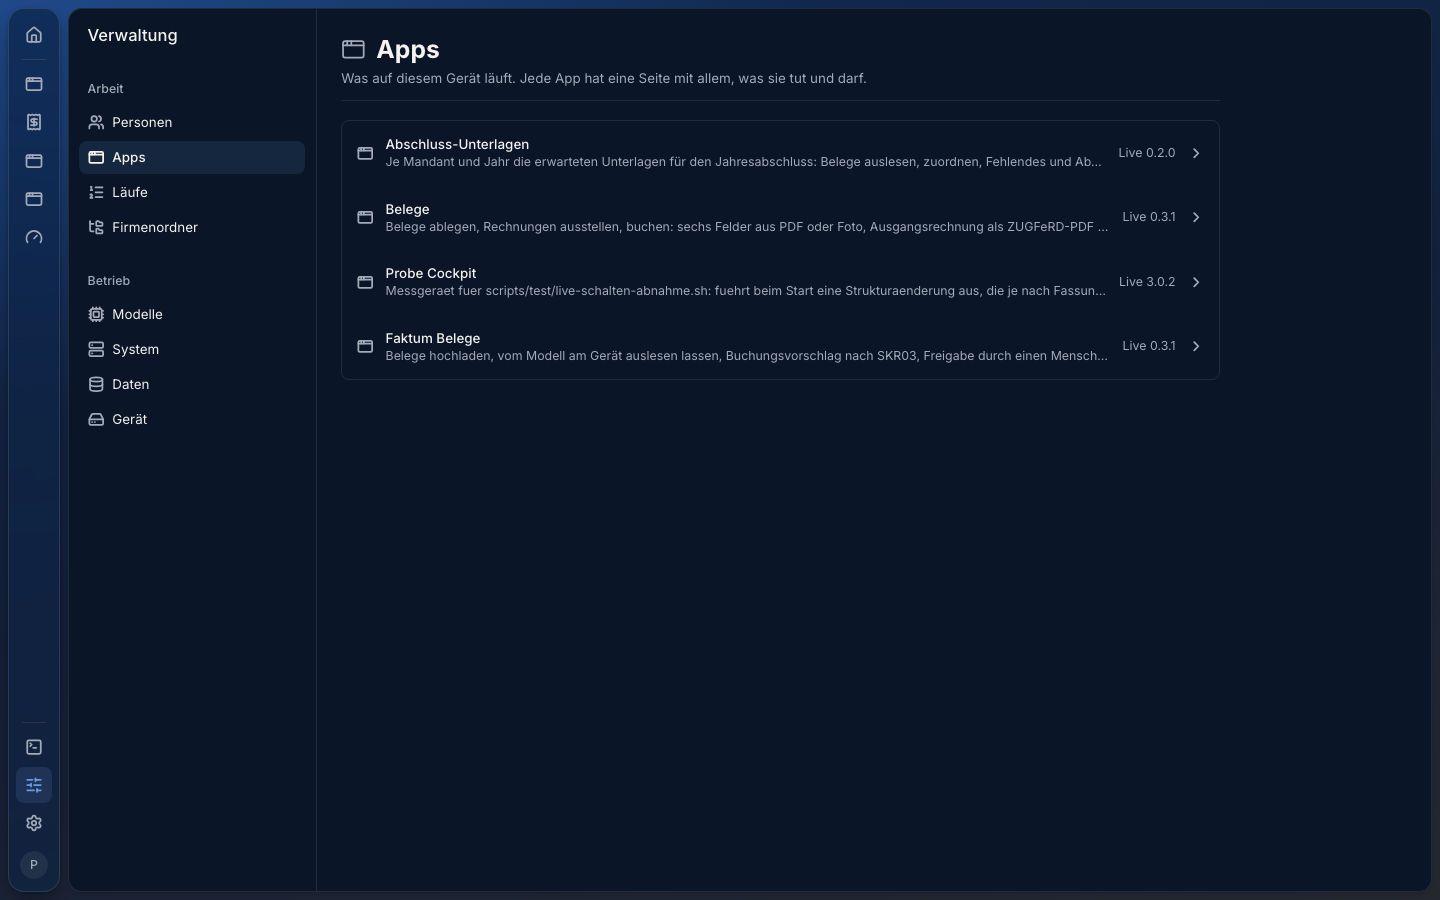 Verwaltung
Arbeit
Personen
Apps
Läufe
Firmenordner
Betrieb
Modelle
System
Daten
Gerät
P
Apps
Was auf diesem Gerät läuft. Jede App hat eine Seite mit allem, was sie tut und darf.
Abschluss-Unterlagen
Je Mandant und Jahr die erwarteten Unterlagen für den Jahresabschluss: Belege auslesen, zuordnen, Fehlendes und Ab...
Live 0.2.0
Belege
Belege ablegen, Rechnungen ausstellen, buchen: sechs Felder aus PDF oder Foto, Ausgangsrechnung als ZUGFeRD-PDF ...
Live 0.3.1
Probe Cockpit
Messgeraet fuer scripts/test/live-schalten-abnahme.sh: fuehrt beim Start eine Strukturaenderung aus, die je nach Fassun...
Live 3.0.2
Faktum Belege
Belege hochladen, vom Modell am Gerät auslesen lassen, Buchungsvorschlag nach SKR03, Freigabe durch einen Mensch...
Live 0.3.1